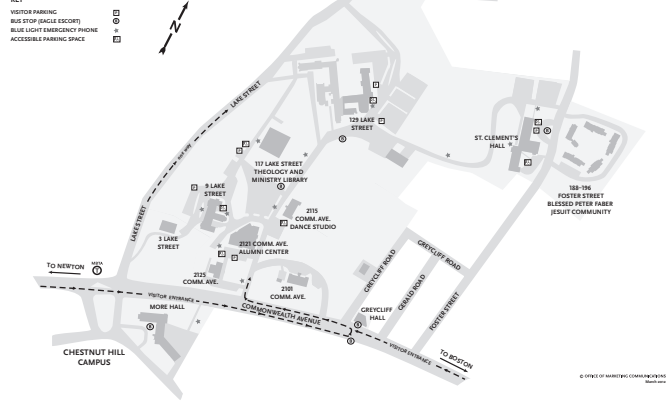 KEY
VISITOR PARKING
BUS STOP (EAGLE ESCORT)
BLUE LIGHT EMERGENCY PHONE
ACCESSIBLE PARKING SPACE
N
LAKE STREET
129 LAKE
STREET
ST. CLEMENT'S
HALL
117 LAKE STREET
THEOLOGY AND
MINISTRY LIBRARY
188-196
FOSTER STREET
BLESSED PETER FABER
JESUIT COMMUNITY
9 LAKE
STREET
2115
COMM. AVE.
DANCE STUDIO
LAKE STREET
3 LAKE
STREET
2121 COMM. AVE.
ALUMNI CENTER
GREYCLIFF ROAD
GREYCLIFF ROAD
GERALD ROAD
FOSTER STREET
TO NEWTON
MBTA
T
2125
COMM. AVE.
2101
COMM. AVE.
VISITOR ENTRANCE
MORE HALL
COMMONWEALTH AVENUE
GREYCLIFF
HALL
VISITOR ENTRANCE
TO BOSTON
CHESTNUT HILL
CAMPUS
© OFFICE OF MARKETING COMMUNICATIONS